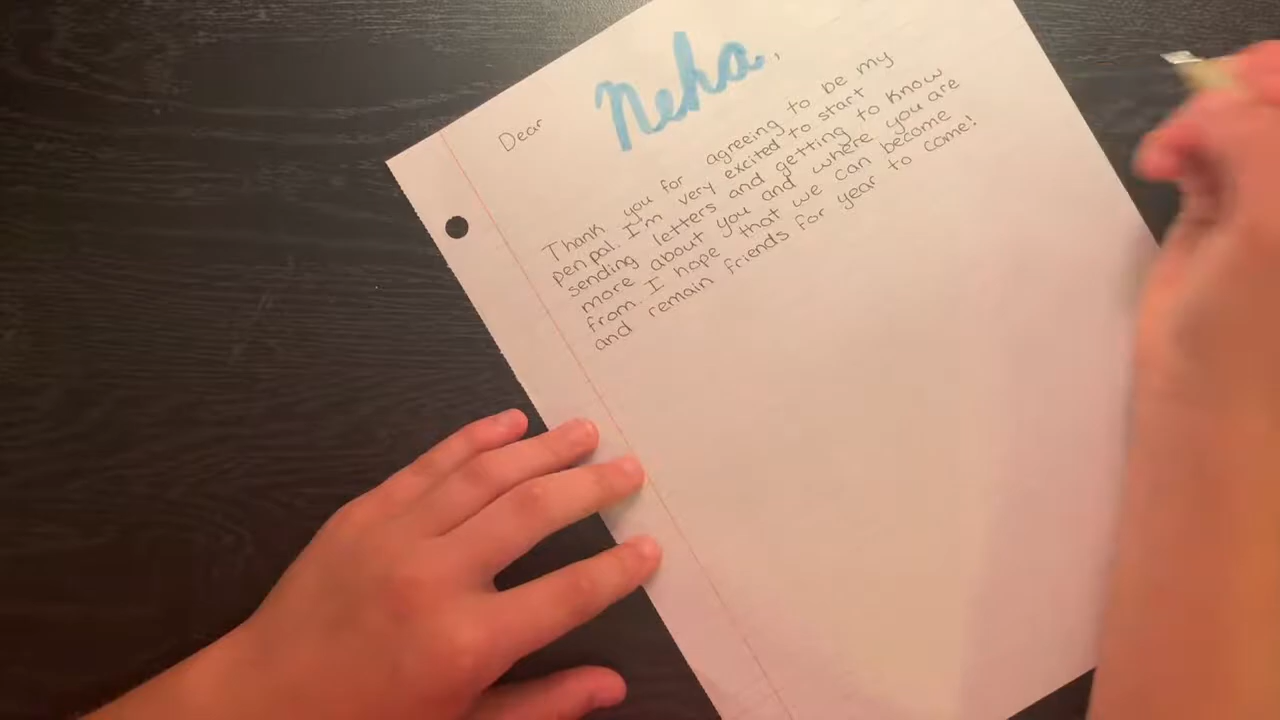 Dear Neha,
Thank you for agreeing to be my
pen pal. I'm very excited to start
sending letters and getting to know
more about you and where you are
from. I hope that we can become
and remain friends for year to come!